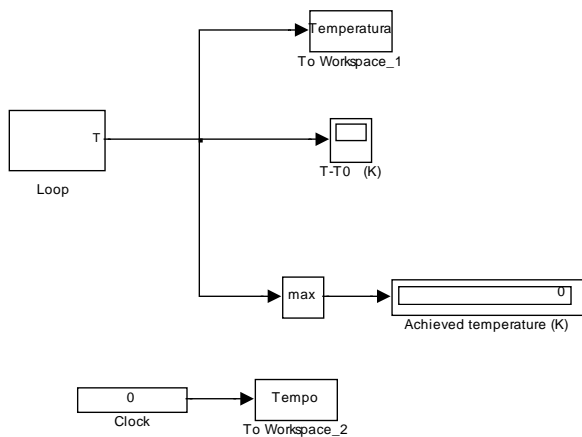 Temperatura
To Workspace_1
T
Loop
T-T0 (K)
max
0
Achieved temperature (K)
0
Clock
Tempo
To Workspace_2